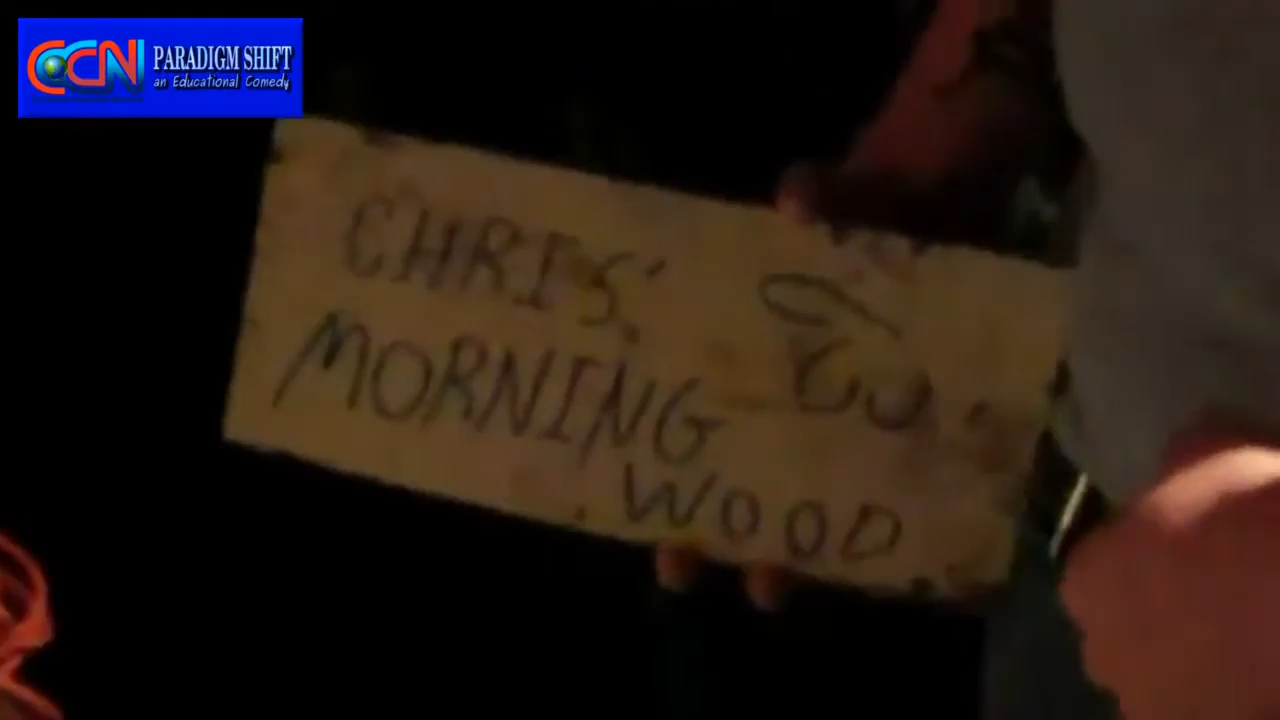 CCN PARADIGM SHIFT
an Educational Comedy
CHRIS'
MORNING
WOOD